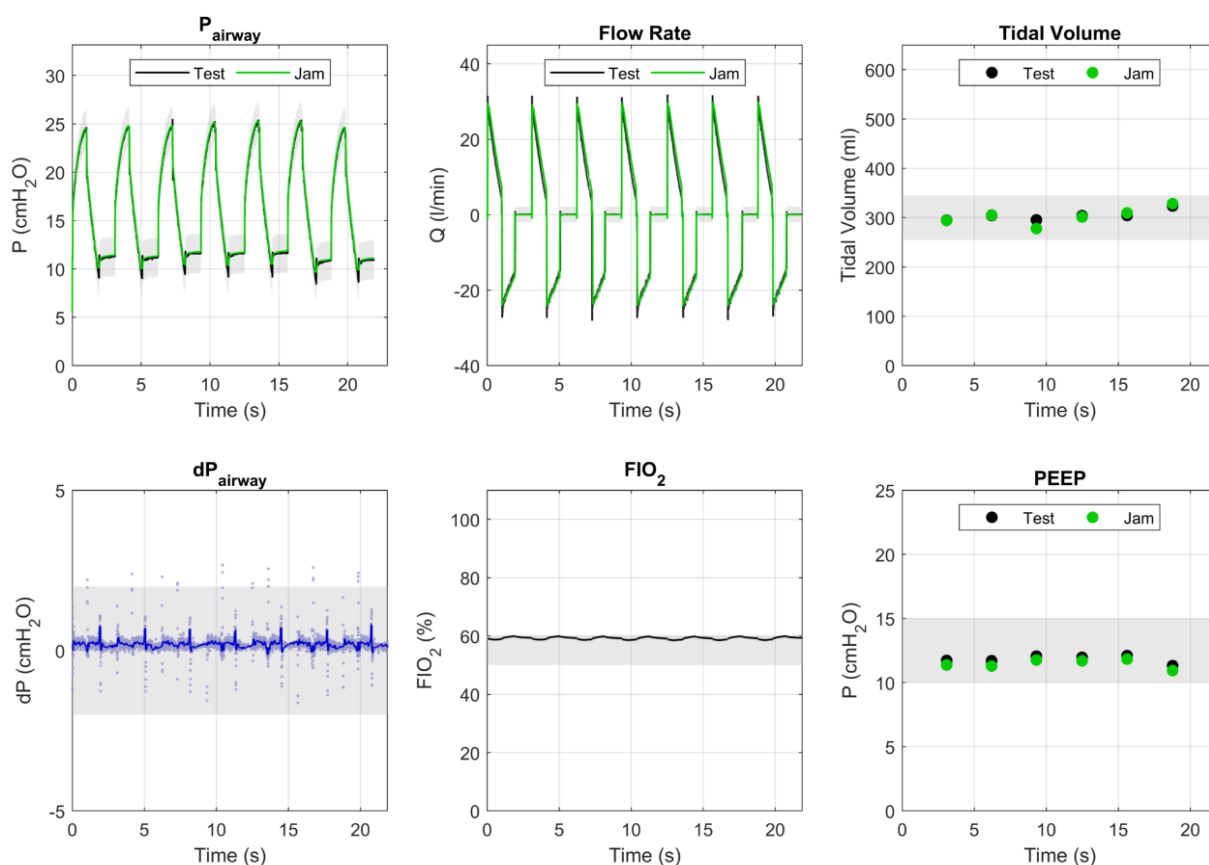 P_airway
Test Jam
P (cmH₂O)
30
25
20
15
10
5
0
0 5 10 15 20
Time (s)
Flow Rate
Test Jam
Q (l/min)
40
20
0
-20
-40
0 5 10 15 20
Time (s)
Tidal Volume
Test Jam
Tidal Volume (ml)
600
500
400
300
200
100
0
0 5 10 15 20
Time (s)
dP_airway
dP (cmH₂O)
5
0
-5
0 5 10 15 20
Time (s)
FIO₂
FIO₂ (%)
100
80
60
40
20
0
0 5 10 15 20
Time (s)
PEEP
Test Jam
P (cmH₂O)
25
20
15
10
5
0
0 5 10 15 20
Time (s)